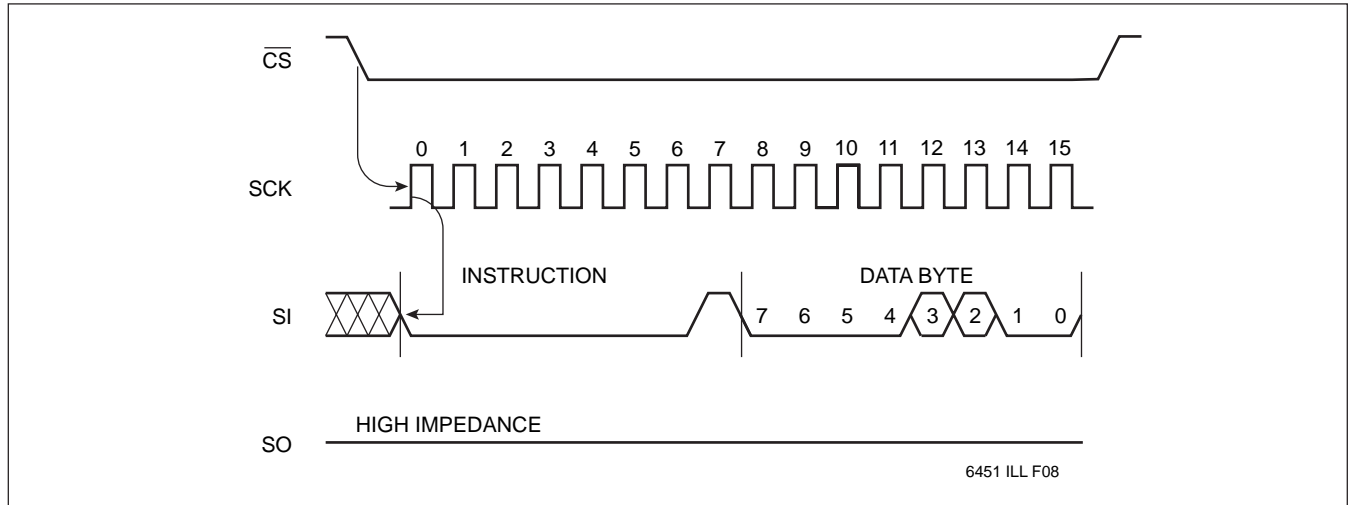 CS
0 1 2 3 4 5 6 7 8 9 10 11 12 13 14 15
SCK
INSTRUCTION DATA BYTE
SI 7 6 5 4 3 2 1 0
HIGH IMPEDANCE
SO
6451 ILL F08